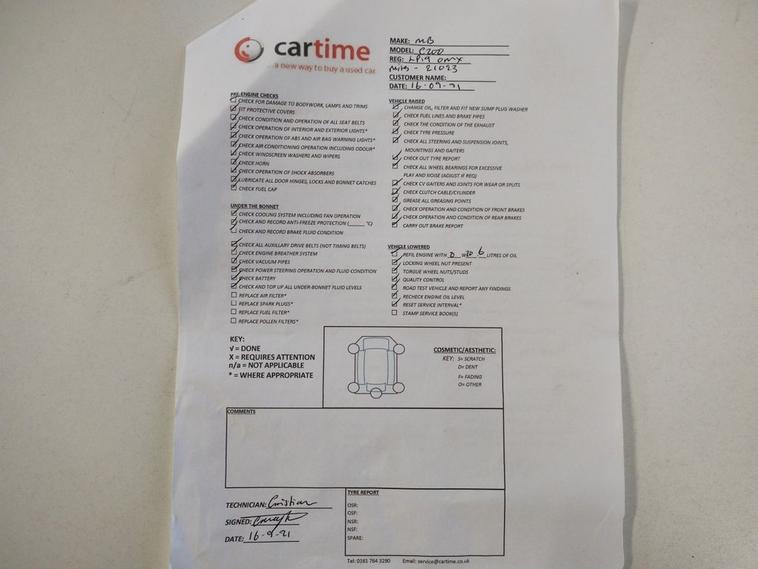 cartime
...a new way to buy a used car
MAKE: MB
MODEL: C200
REG:
MILS - 21023
CUSTOMER NAME:
DATE: 16-09-21
PRE-ENGINE CHECKS
CHECK FOR DAMAGE TO BODYWORK, LAMPS AND TRIMS
FIT PROTECTIVE COVERS
CHECK CONDITION AND OPERATION OF ALL SEAT BELTS
CHECK OPERATION OF INTERIOR AND EXTERIOR LIGHTS*
CHECK OPERATION OF ABS AND AIR BAG WARNING LIGHTS*
CHECK AIR CONDITIONING OPERATION INCLUDING ODOUR*
CHECK WINDSCREEN WASHERS AND WIPERS
CHECK HORN
CHECK OPERATION OF SHOCK ABSORBERS
LUBRICATE ALL DOOR HINGES, LOCKS AND BONNET CATCHES
CHECK FUEL CAP
UNDER THE BONNET
CHECK COOLING SYSTEM INCLUDING FAN OPERATION
CHECK AND RECORD ANTI-FREEZE PROTECTION (_____ °C)
CHECK AND RECORD BRAKE FLUID CONDITION
CHECK ALL AUXILIARY DRIVE BELTS (NOT TIMING BELTS)
CHECK ENGINE BREATHER SYSTEM
CHECK VACUUM PIPES
CHECK POWER STEERING OPERATION AND FLUID CONDITION
CHECK BATTERY
CHECK AND TOP UP ALL UNDER-BONNET FLUID LEVELS
REPLACE AIR FILTER*
REPLACE SPARK PLUGS*
REPLACE FUEL FILTER*
REPLACE POLLEN FILTERS*
VEHICLE RAISED
CHANGE OIL, FILTER AND FIT NEW SUMP PLUG WASHER
CHECK FUEL LINES AND BRAKE PIPES
CHECK THE CONDITION OF THE EXHAUST
CHECK TYRE PRESSURE
CHECK ALL STEERING AND SUSPENSION JOINTS,
MOUNTINGS AND GAITERS
CHECK OUT TYRE REPORT
CHECK ALL WHEEL BEARINGS FOR EXCESSIVE
PLAY AND NOISE (ADJUST IF REQ)
CHECK CV GAITERS AND JOINTS FOR WEAR OR SPLITS
CHECK CLUTCH CABLE/CYLINDER
GREASE ALL GREASING POINTS
CHECK OPERATION AND CONDITION OF FRONT BRAKES
CHECK OPERATION AND CONDITION OF REAR BRAKES
CARRY OUT BRAKE REPORT
VEHICLE LOWERED
REFIL ENGINE WITH 6 LITRES OF OIL
LOCKING WHEEL NUT PRESENT
TORQUE WHEEL NUTS/STUDS
QUALITY CONTROL
ROAD TEST VEHICLE AND REPORT ANY FINDINGS
RECHECK ENGINE OIL LEVEL
RESET SERVICE INTERVAL*
STAMP SERVICE BOOK(S)
KEY:
√ = DONE
X = REQUIRES ATTENTION
n/a = NOT APPLICABLE
* = WHERE APPROPRIATE
COSMETIC/AESTHETIC:
KEY: S= SCRATCH
D= DENT
F= FADING
O= OTHER
COMMENTS
TECHNICIAN: Cristian
SIGNED:
DATE: 16-9-21
TYRE REPORT
OSR:
OSF:
NSR:
NSF:
SPARE:
Tel: 0161 764 3290 Email: service@cartime.co.uk